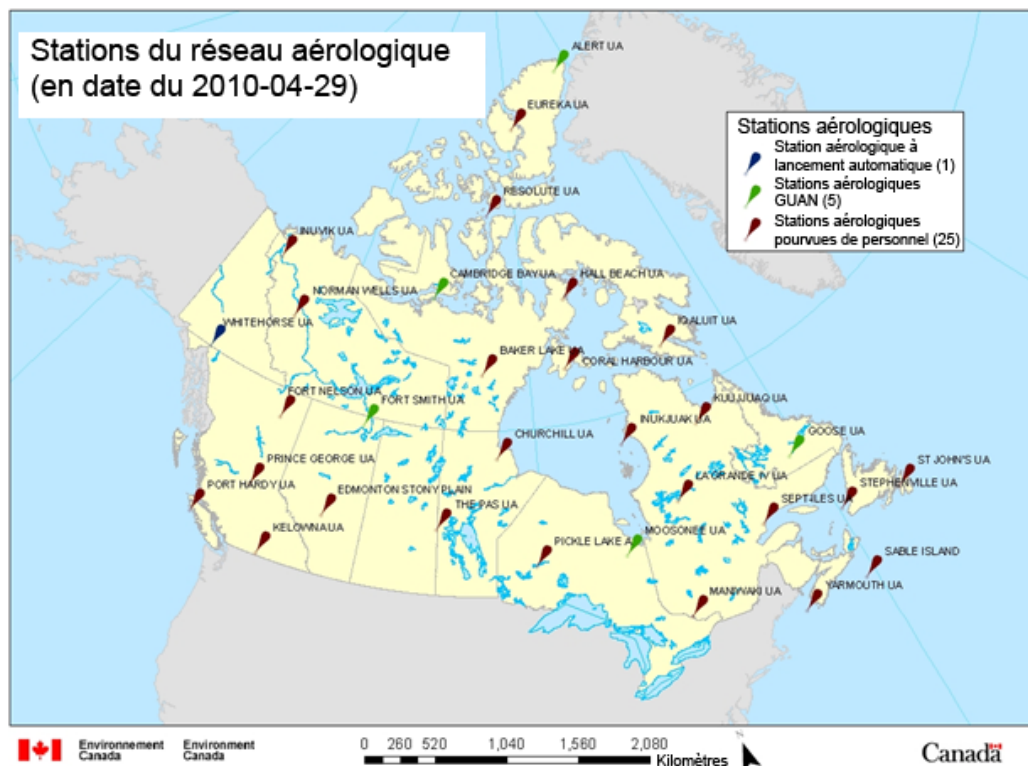 Stations du réseau aérologique
(en date du 2010-04-29)
ALERT UA
EUREKA UA
Stations aérologiques
Station aérologique à
lancement automatique (1)
Stations aérologiques
GUAN (5)
Stations aérologiques
pourvues de personnel (25)
RESOLUTE UA
INUVIK UA
CAMBRIDGE BAY UA
HALL BEACH UA
NORMAN WELLS UA
WHITEHORSE UA
IQALUIT UA
BAKER LAKE UA
CORAL HARBOUR UA
FORT NELSON UA
FORT SMITH UA
KUUJJUAQ UA
INUKJUAK UA
GOOSE UA
CHURCHILL UA
PRINCE GEORGE UA
ST JOHN'S UA
PORT HARDY UA
EDMONTON STONY PLAIN
LA GRANDE IV UA
STEPHENVILLE UA
SEPT-ILES UA
THE PAS UA
KELOWNA UA
MOOSONEE UA
PICKLE LAKE A
SABLE ISLAND
YARMOUTH UA
MANIWAKI UA
Environnement Canada
Environment Canada
0 260 520 1,040 1,560 2,080
Kilomètres
N
Canada